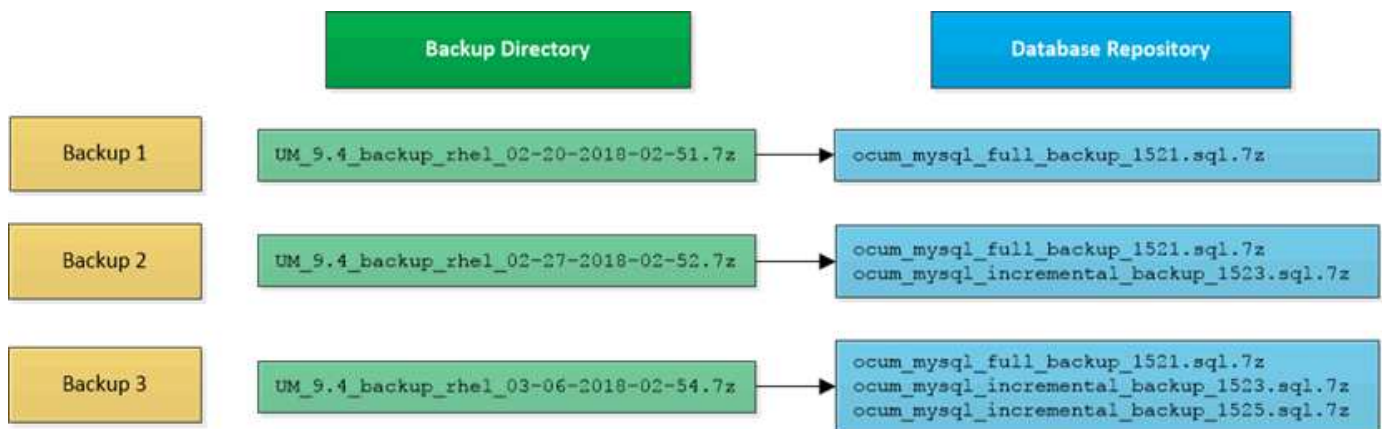 Backup Directory
Database Repository
Backup 1
UM_9.4_backup_rhel_02-20-2018-02-51.7z
ocum_mysql_full_backup_1521.sql.7z
Backup 2
UM_9.4_backup_rhel_02-27-2018-02-52.7z
ocum_mysql_full_backup_1521.sql.7z
ocum_mysql_incremental_backup_1523.sql.7z
Backup 3
UM_9.4_backup_rhel_03-06-2018-02-54.7z
ocum_mysql_full_backup_1521.sql.7z
ocum_mysql_incremental_backup_1523.sql.7z
ocum_mysql_incremental_backup_1525.sql.7z